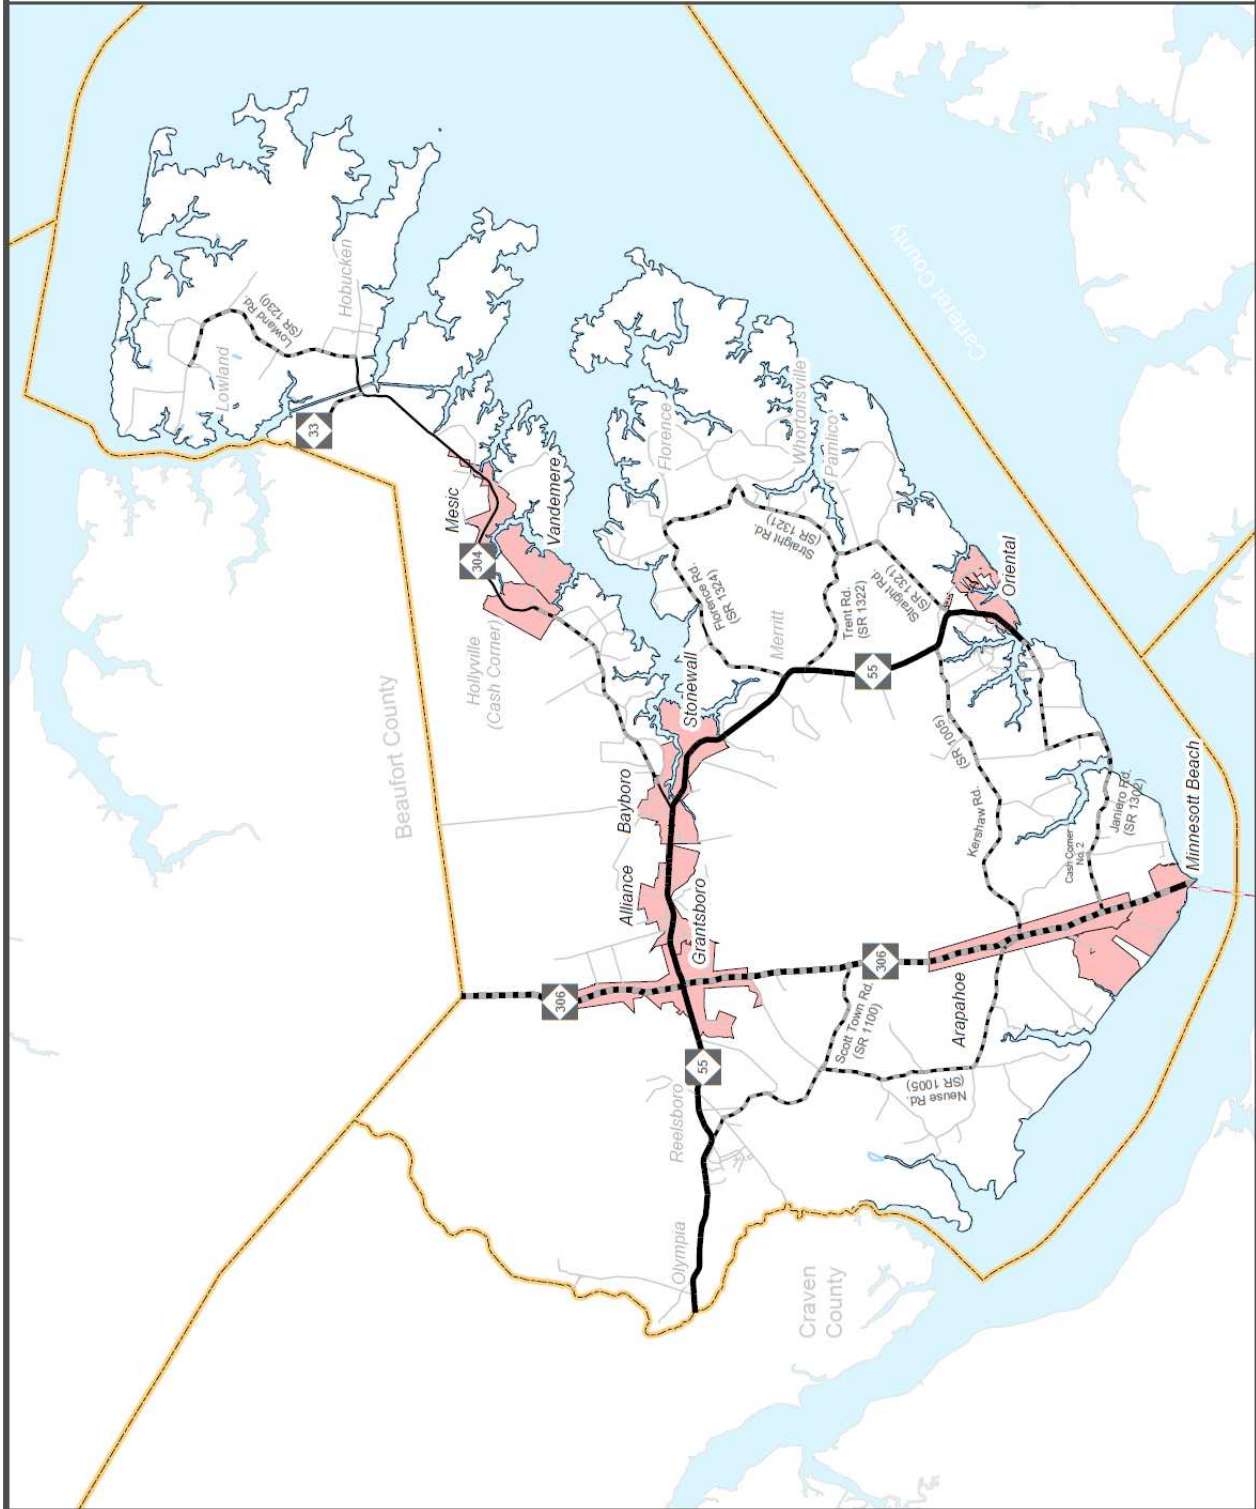 Lowland Rd.
(SR 1230)
Hobucken
Lowland
33
Carteret County
Mesic
304
Vandemere
Hollyville
(Cash Corner)
Beaufort County
Florence
Whortonsville
Pamlico
Straight Rd.
(SR 1321)
Florence Rd.
(SR 1324)
Straight Rd.
(SR 1321)
Trent Rd.
(SR 1322)
Merritt
Oriental
Stonewall
55
Bayboro
Alliance
Grantsboro
(SR 1005)
Kershaw Rd.
Cash Corner
No. 2
Janiero Rd.
(SR 1302)
Minnesott Beach
306
306
Arapahoe
Scott Town Rd.
(SR 1100)
Neuse Rd.
(SR 1005)
55
Reelsboro
Olympia
Craven
County